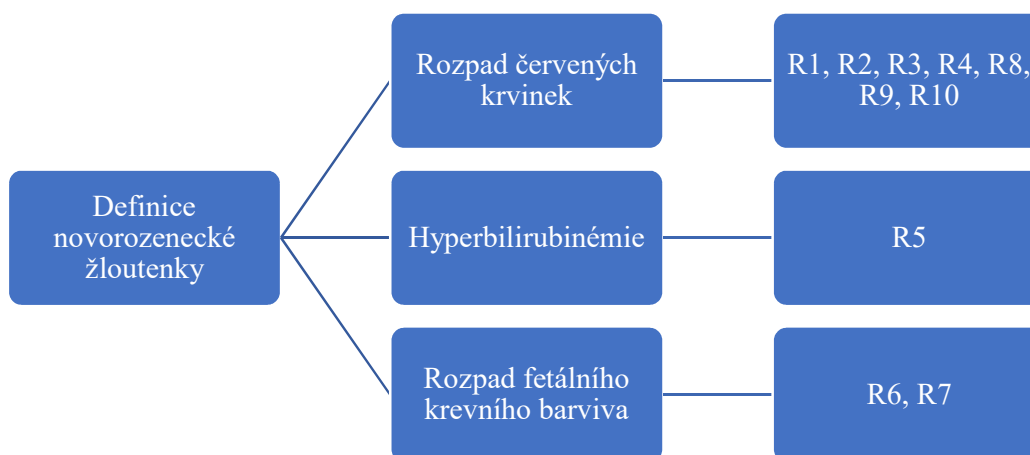 Definice
novorozenecké
žloutenky
Rozpad červených
krvinek
R1, R2, R3, R4, R8,
R9, R10
Hyperbilirubinémie
R5
Rozpad fetálního
krevního barviva
R6, R7